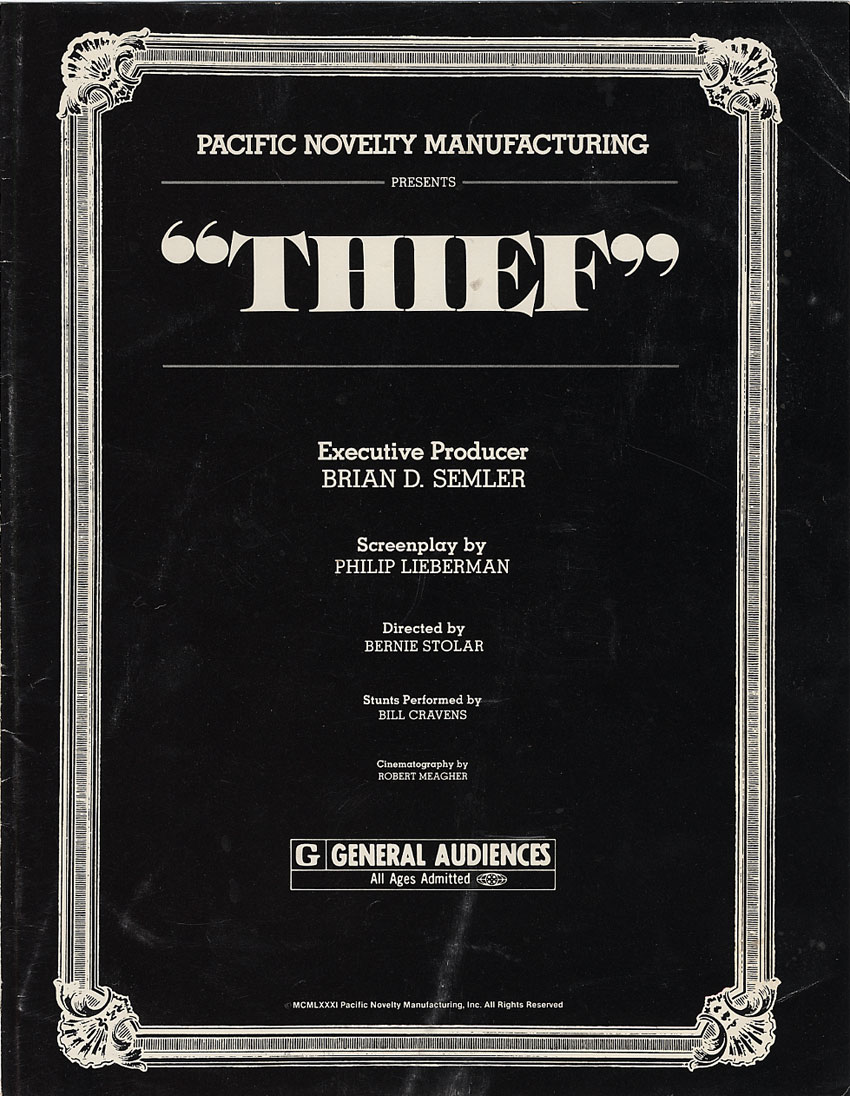 PACIFIC NOVELTY MANUFACTURING
PRESENTS
“THIEF”
Executive Producer
BRIAN D. SEMLER
Screenplay by
PHILIP LIEBERMAN
Directed by
BERNIE STOLAR
Stunts Performed by
BILL CRAVENS
Cinematography by
ROBERT MEAGHER
G GENERAL AUDIENCES
All Ages Admitted
©MCMLXXXI Pacific Novelty Manufacturing, Inc. All Rights Reserved